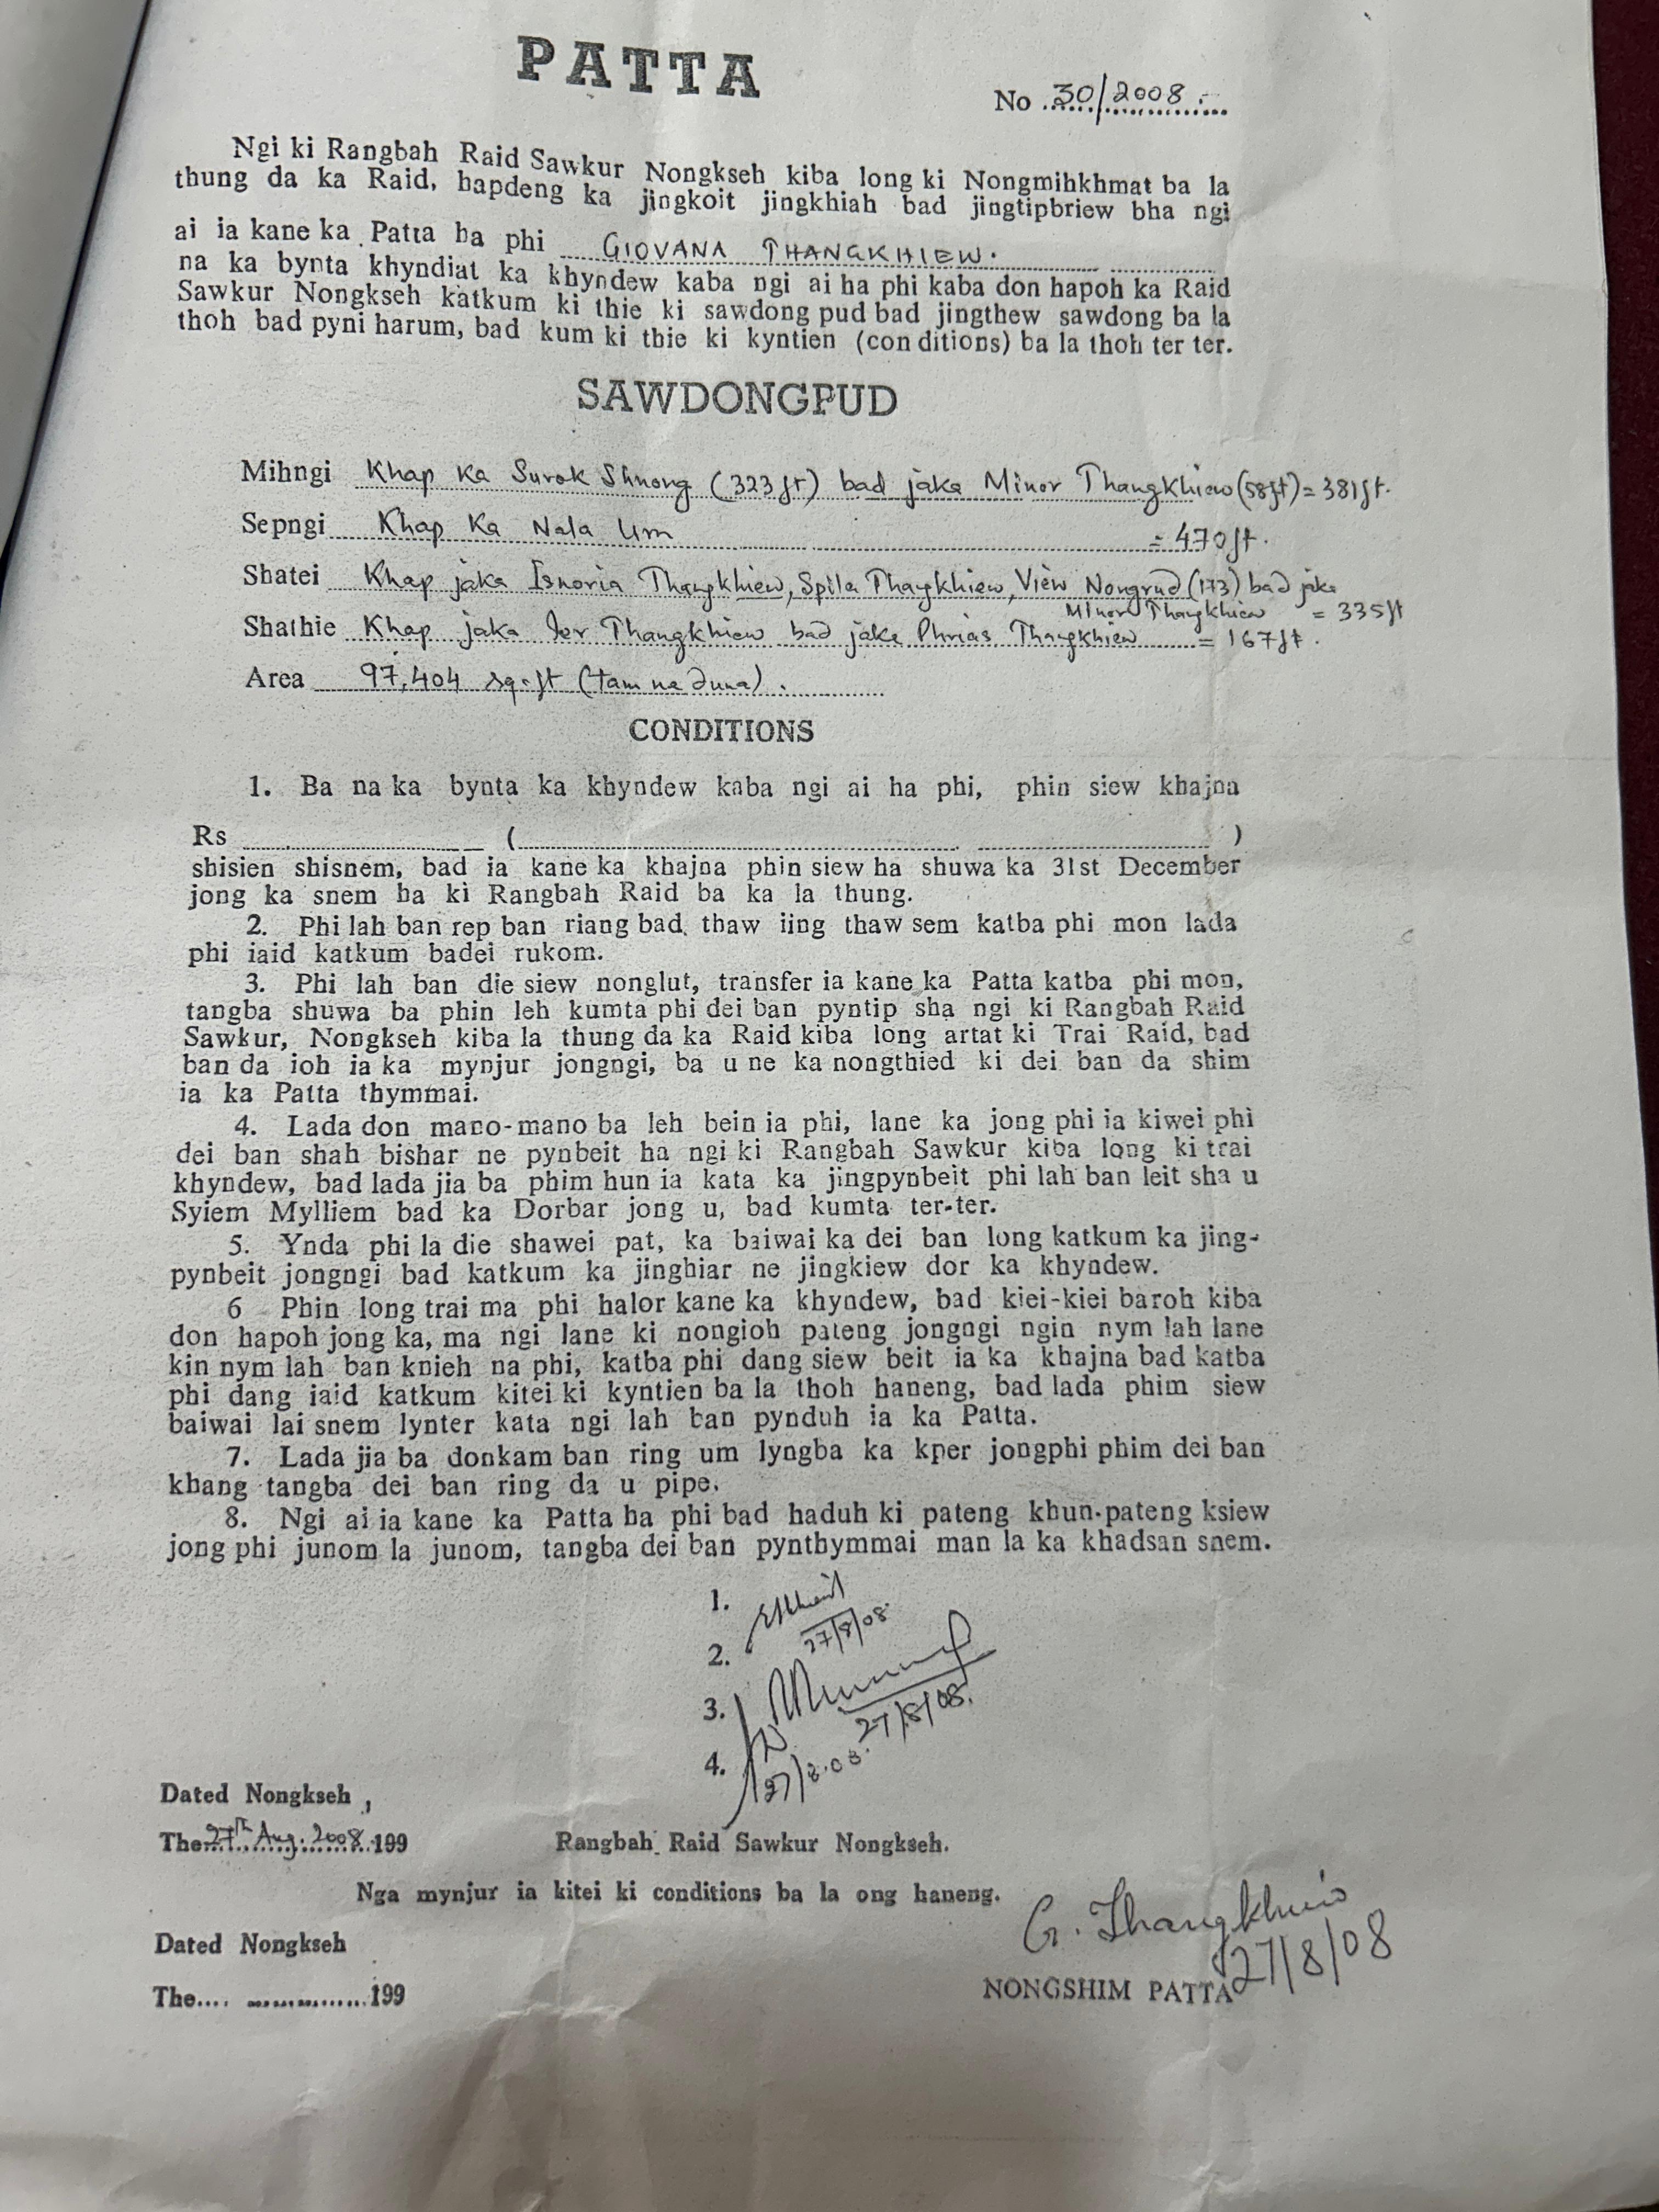 PATTA
No 30/2008
Ngi ki Rangbah Raid Sawkur Nongkseh kiba long ki Nongmihkhmat ba la
thung da ka Raid, hapdeng ka jingkoit jingkhiah bad jingtipbriew bha ngi
ai ia kane ka Patta ha phi GIOVANA THANGKHIEW.
na ka bynta khyndiat ka khyndew kaba ngi ai ha phi kaba don hapoh ka Raid
Sawkur Nongkseh katkum ki thie ki sawdong pud bad jingthew sawdong ba la
thoh bad pyni harum, bad kum ki thie ki kyntien (con ditions) ba la thoh ter ter.
SAWDONGPUD
Mihngi Khap Ka Surok Shnong (323ft) bad jaka Minor Thangkhiew (58ft) = 381ft.
Sepngi Khap Ka Nala Um = 470ft.
Shatei Khap jaka Isnoria Thangkhiew, Spila Thangkhiew, View Nongrud (173) bad jaka
Minor Thangkhiew = 335ft
Shathie Khap jaka Ier Thangkhiew bad jaka Phrias Thangkhiew = 167ft.
Area 97,404 sq.ft (tam na duna).
CONDITIONS
1. Ba na ka bynta ka khyndew kaba ngi ai ha phi, phin siew khajna
Rs ( )
shisien shisnem, bad ia kane ka khajna phin siew ha shuwa ka 31st December
jong ka snem ha ki Rangbah Raid ba ka la thung.
2. Phi lah ban rep ban riang bad thaw iing thaw sem katba phi mon lada
phi iaid katkum badei rukom.
3. Phi lah ban die siew nonglut, transfer ia kane ka Patta katba phi mon,
tangba shuwa ba phin leh kumta phi dei ban pyntip sha ngi ki Rangbah Raid
Sawkur, Nongkseh kiba la thung da ka Raid kiba long artat ki Trai Raid, bad
ban da ioh ia ka mynjur jongngi, ba u ne ka nongthied ki dei ban da shim
ia ka Patta thymmai.
4. Lada don mano-mano ba leh bein ia phi, lane ka jong phi ia kiwei phi
dei ban shah bishar ne pynbeit ha ngi ki Rangbah Sawkur kiba long ki trai
khyndew, bad lada jia ba phim hun ia kata ka jingpynbeit phi lah ban leit sha u
Syiem Mylliem bad ka Dorbar jong u, bad kumta ter-ter.
5. Ynda phi la die shawei pat, ka baiwai ka dei ban long katkum ka jing-
pynbeit jongngi bad katkum ka jinghiar ne jingkiew dor ka khyndew.
6 Phin long trai ma phi halor kane ka khyndew, bad kiei-kiei baroh kiba
don hapoh jong ka, ma ngi lane ki nongioh pateng jongngi ngin nym lah lane
kin nym lah ban knieh na phi, katba phi dang siew beit ia ka khajna bad katba
phi dang iaid katkum kitei ki kyntien ba la thoh haneng, bad lada phim siew
baiwai lai snem lynter kata ngi lah ban pynduh ia ka Patta.
7. Lada jia ba donkam ban ring um lyngba ka kper jongphi phim dei ban
khang tangba dei ban ring da u pipe.
8. Ngi ai ia kane ka Patta ha phi bad haduh ki pateng khun-pateng ksiew
jong phi junom la junom, tangba dei ban pynthymmai man la ka khadsan snem.
1.
27/8/08
2.
3.
27/8/08.
4.
27/8.08.
Dated Nongkseh,
The 27th Aug. 2008 199
Rangbah Raid Sawkur Nongkseh.
Nga mynjur ia kitei ki conditions ba la ong haneng.
G. Thangkhiew
27/8/08
Dated Nongkseh
The.... 199
NONGSHIM PATTA